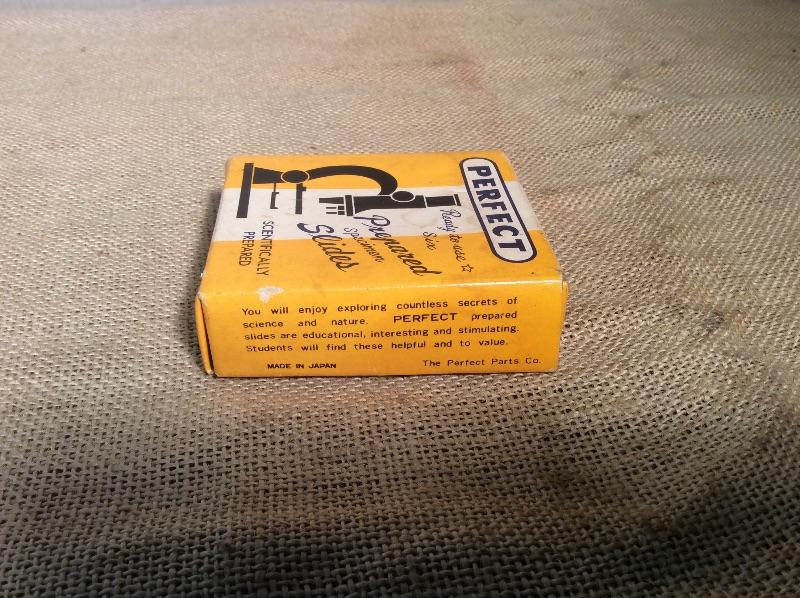 PERFECT
Ready to use ☆
Six
Prepared
Specimen
Slides
SCIENTIFICALLY
PREPARED
You will enjoy exploring countless secrets of
science and nature. PERFECT prepared
slides are educational, interesting and stimulating.
Students will find these helpful and to value.
MADE IN JAPAN
The Perfect Parts Co.